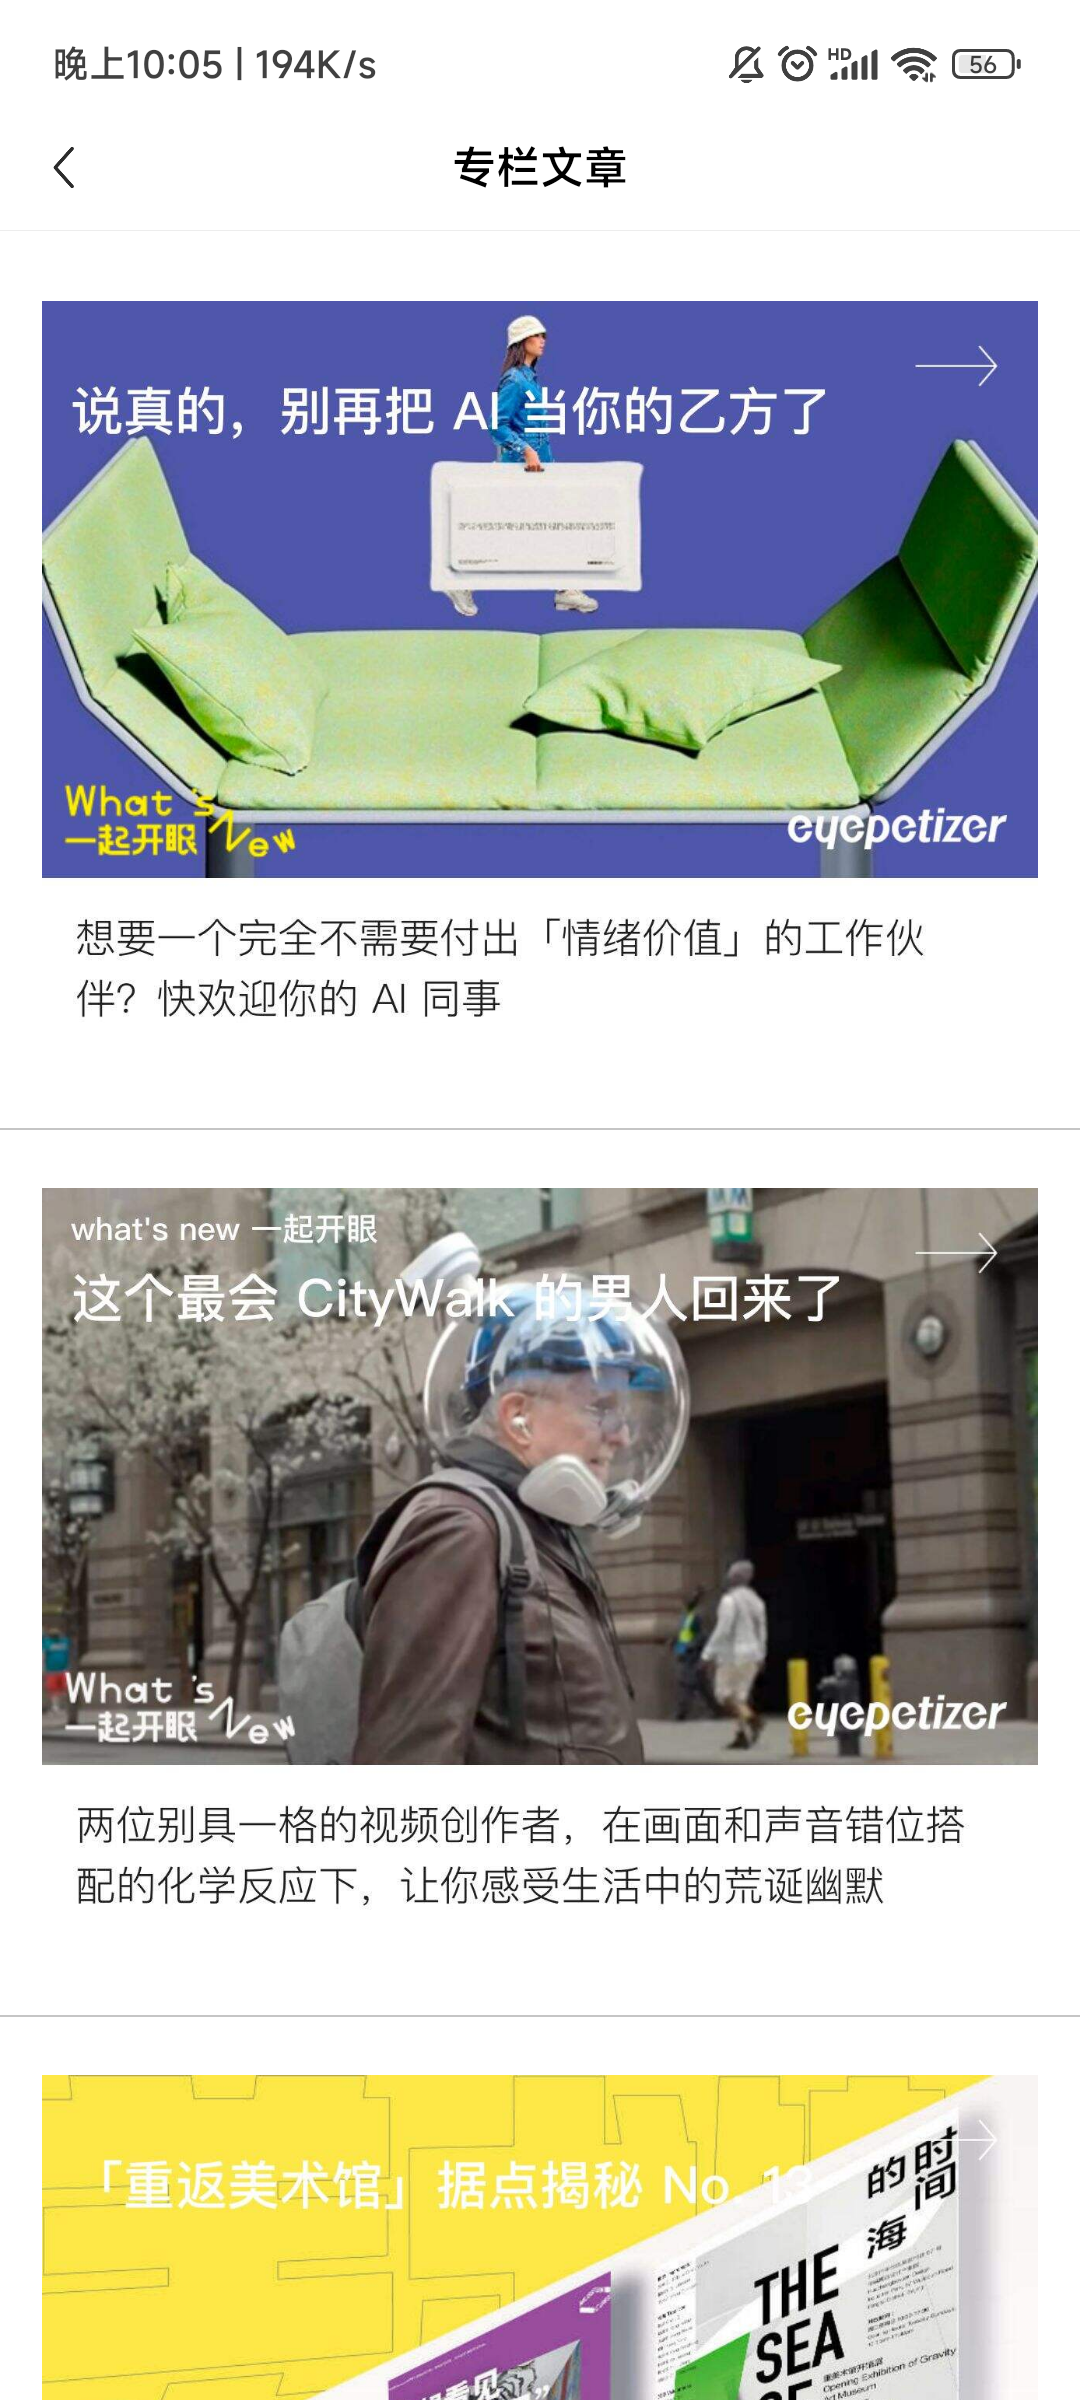 晚上10:05 | 194K/s
HD
56
专栏文章
说真的，别再把 AI 当你的乙方了
What's New
一起开眼
eyepetizer
想要一个完全不需要付出「情绪价值」的工作伙
伴？快欢迎你的 AI 同事
what's new 一起开眼
这个最会 CityWalk 的男人回来了
What's New
一起开眼
eyepetizer
两位别具一格的视频创作者，在画面和声音错位搭
配的化学反应下，让你感受生活中的荒诞幽默
「重返美术馆」据点揭秘 No. 13
时间
的
海
THE
SEA
Opening Exhibition of Gravity
Art Museum
看见